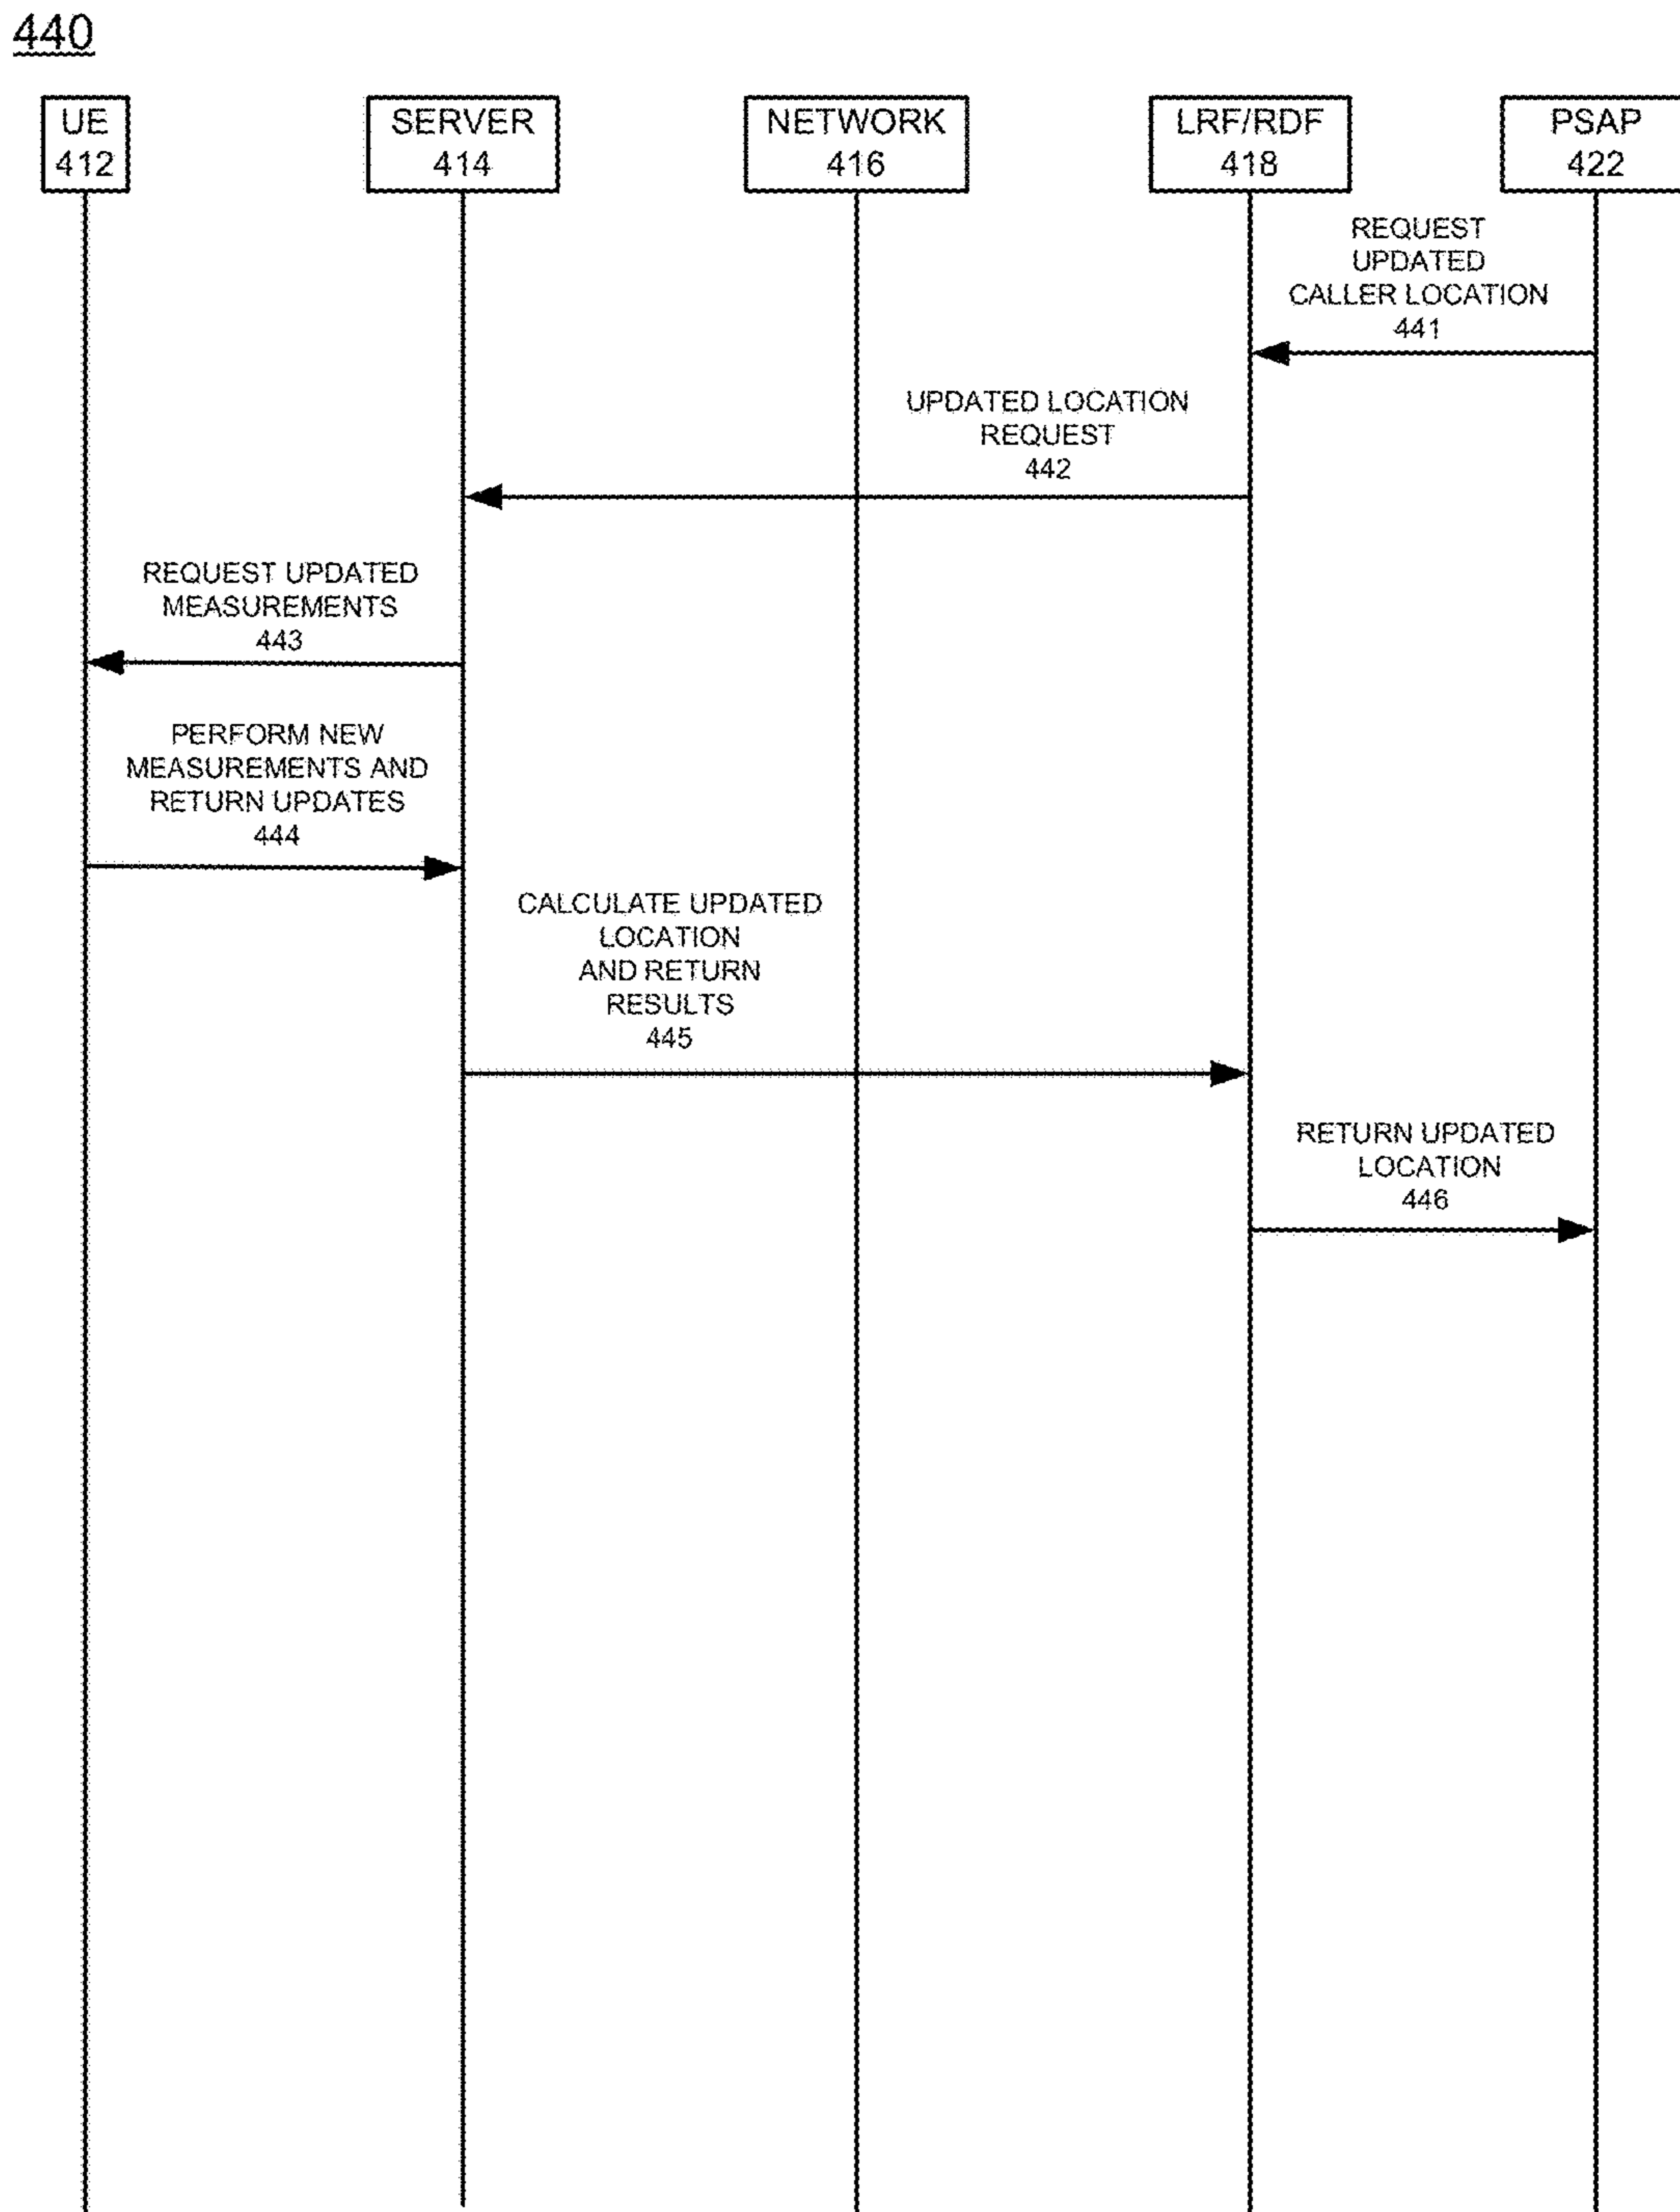 440
UE
412
SERVER
414
NETWORK
416
LRF/RDF
418
PSAP
422
REQUEST
UPDATED
CALLER LOCATION
441
UPDATED LOCATION
REQUEST
442
REQUEST UPDATED
MEASUREMENTS
443
PERFORM NEW
MEASUREMENTS AND
RETURN UPDATES
444
CALCULATE UPDATED
LOCATION
AND RETURN
RESULTS
445
RETURN UPDATED
LOCATION
446